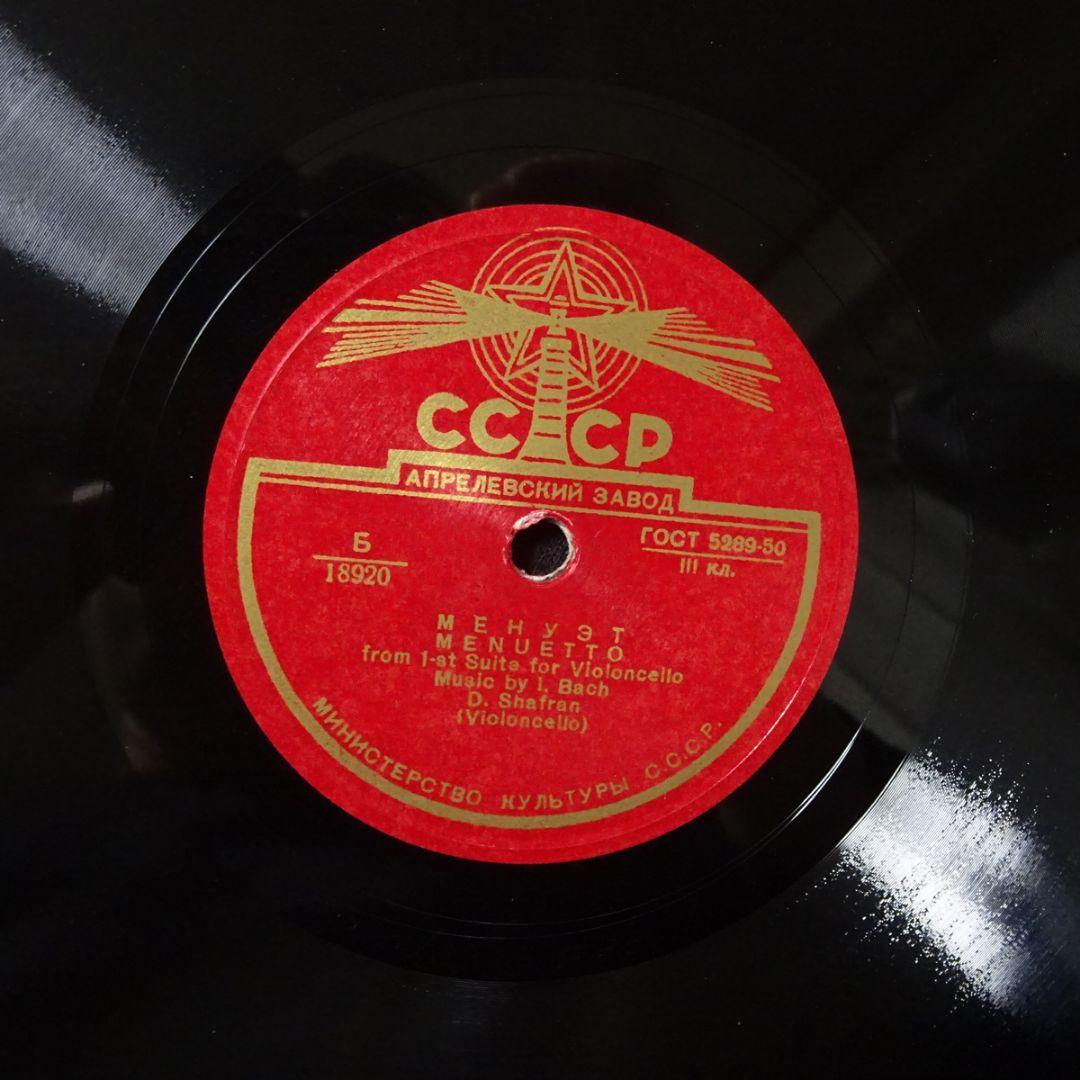 СССР
АПРЕЛЕВСКИЙ ЗАВОД
Б
18920
ГОСТ 5289-50
III кл.
МЕНУЭТ
MENUETTO
from 1-st Suite for Violoncello
Music by I. Bach
D. Shafran
(Violoncello)
МИНИСТЕРСТВО КУЛЬТУРЫ С.С.С.Р.